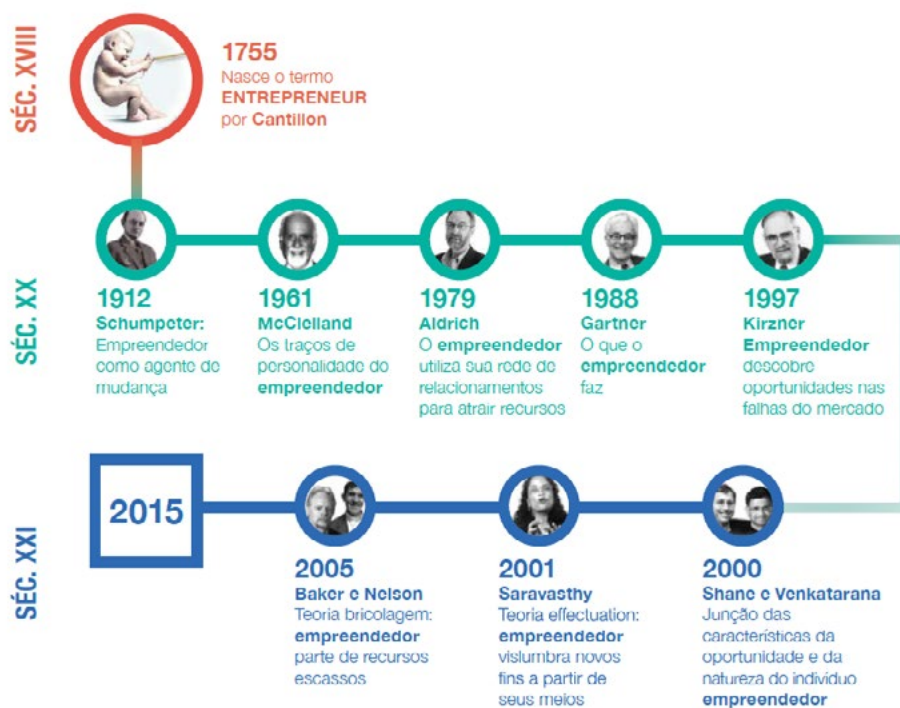 SÉC. XVIII
1755
Nasce o termo
ENTREPRENEUR
por Cantillon
SÉC. XX
1912
Schumpeter:
Empreendedor
como agente de
mudança
1961
McClelland
Os traços de
personalidade do
empreendedor
1979
Aldrich
O empreendedor
utiliza sua rede de
relacionamentos
para atrair recursos
1988
Gartner
O que o
empreendedor
faz
1997
Kirzner
Empreendedor
descobre
oportunidades nas
falhas do mercado
SÉC. XXI
2015
2005
Baker e Nelson
Teoria bricolagem:
empreendedor
parte de recursos
escassos
2001
Saravasthy
Teoria effectuation:
empreendedor
vislumbra novos
fins a partir de
seus meios
2000
Shane e Venkatarana
Junção das
características da
oportunidade e da
natureza do indivíduo
empreendedor